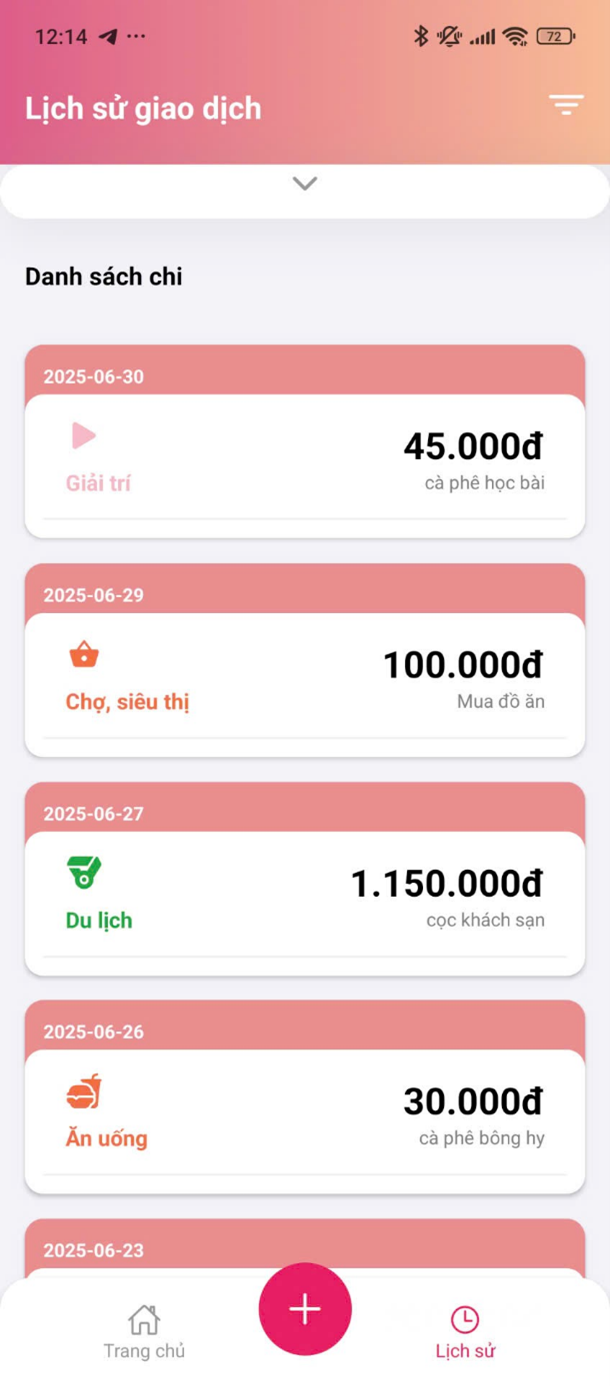 12:14
72
Lịch sử giao dịch
Danh sách chi
2025-06-30
45.000đ
Giải trí
cà phê học bài
2025-06-29
100.000đ
Chợ, siêu thị
Mua đồ ăn
2025-06-27
1.150.000đ
Du lịch
cọc khách sạn
2025-06-26
30.000đ
Ăn uống
cà phê bông hy
2025-06-23
Trang chủ
Lịch sử